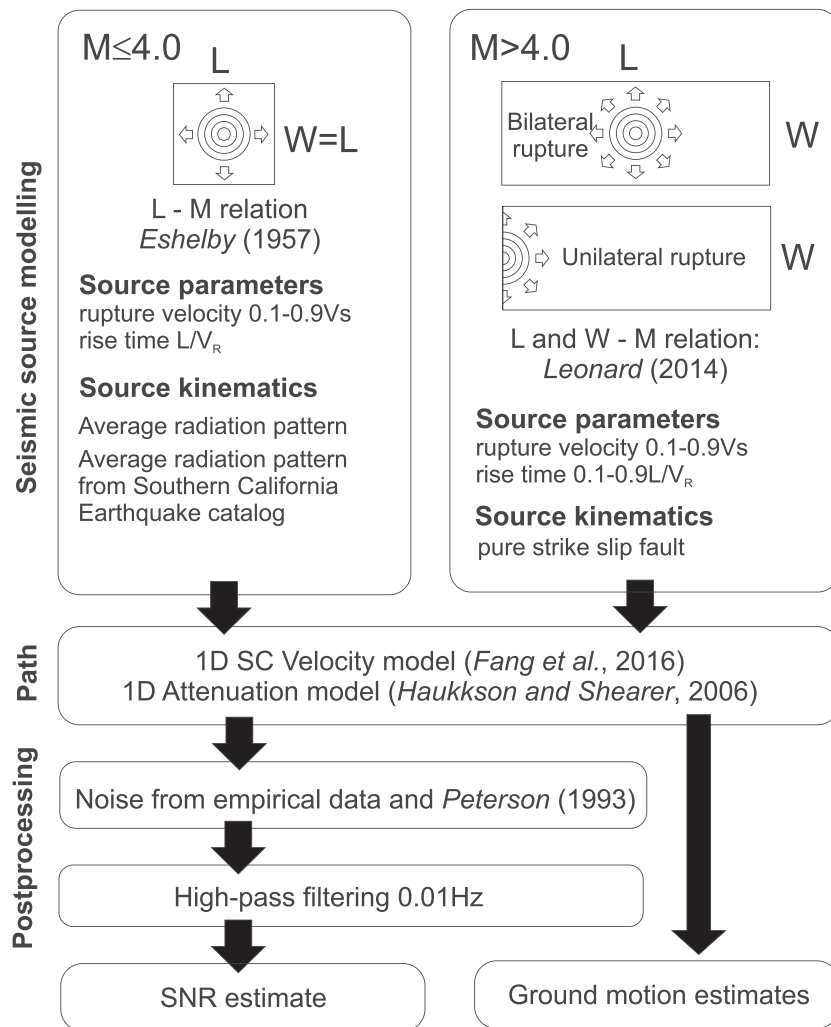 M≤4.0
L
W=L
L - M relation
Eshelby (1957)
Source parameters
rupture velocity 0.1-0.9Vs
rise time L/VR
Source kinematics
Average radiation pattern
Average radiation pattern
from Southern California
Earthquake catalog
M>4.0
L
Bilateral
rupture
W
Unilateral rupture
W
L and W - M relation:
Leonard (2014)
Source parameters
rupture velocity 0.1-0.9Vs
rise time 0.1-0.9L/VR
Source kinematics
pure strike slip fault
Seismic source modelling
1D SC Velocity model (Fang et al., 2016)
1D Attenuation model (Haukkson and Shearer, 2006)
Path
Noise from empirical data and Peterson (1993)
High-pass filtering 0.01Hz
Postprocessing
SNR estimate
Ground motion estimates